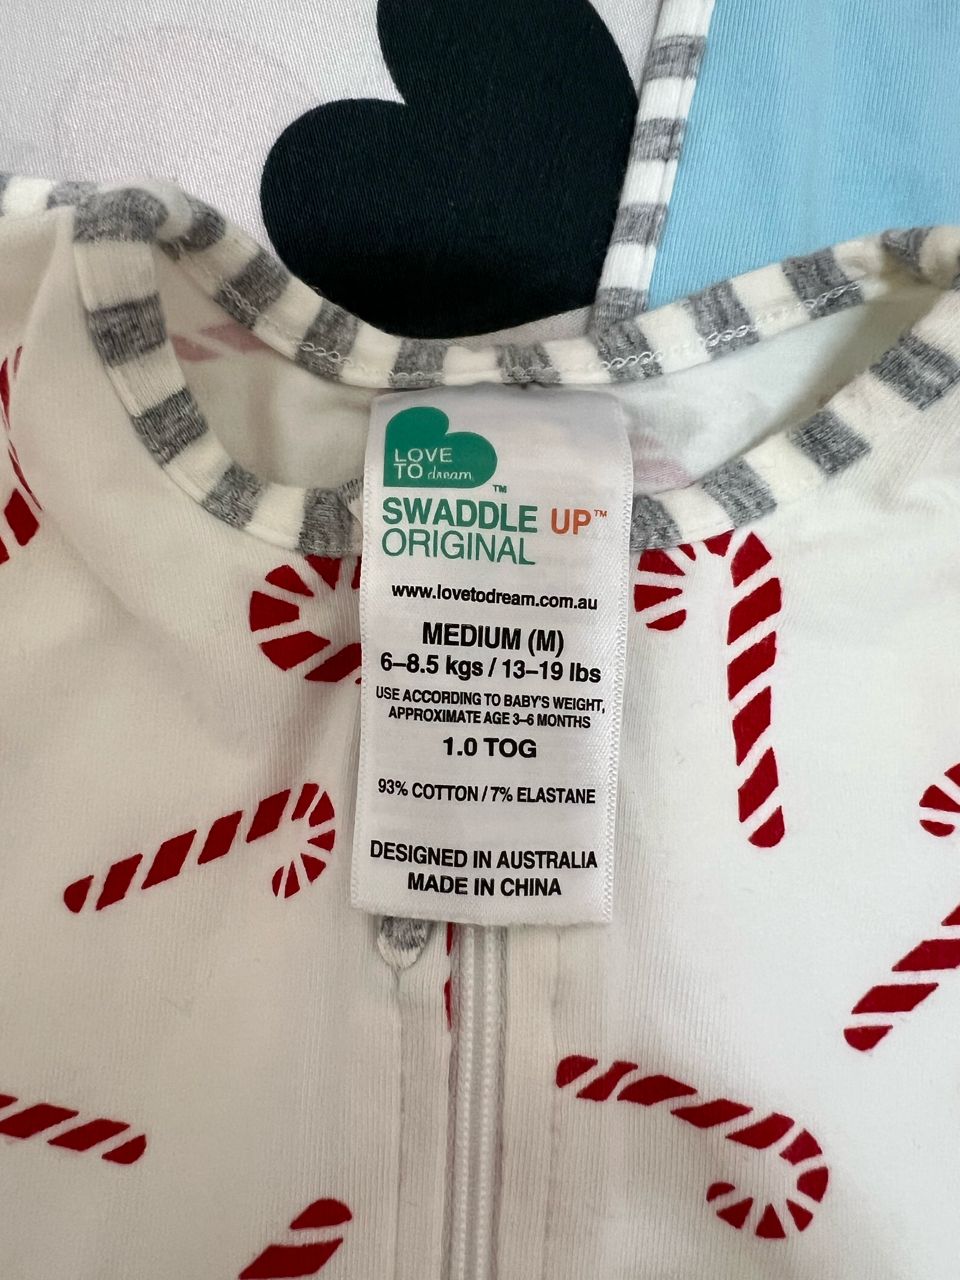 LOVE
TO dream
™
SWADDLE UP™
ORIGINAL
www.lovetodream.com.au
MEDIUM (M)
6–8.5 kgs / 13–19 lbs
USE ACCORDING TO BABY'S WEIGHT,
APPROXIMATE AGE 3–6 MONTHS
1.0 TOG
93% COTTON / 7% ELASTANE
DESIGNED IN AUSTRALIA
MADE IN CHINA